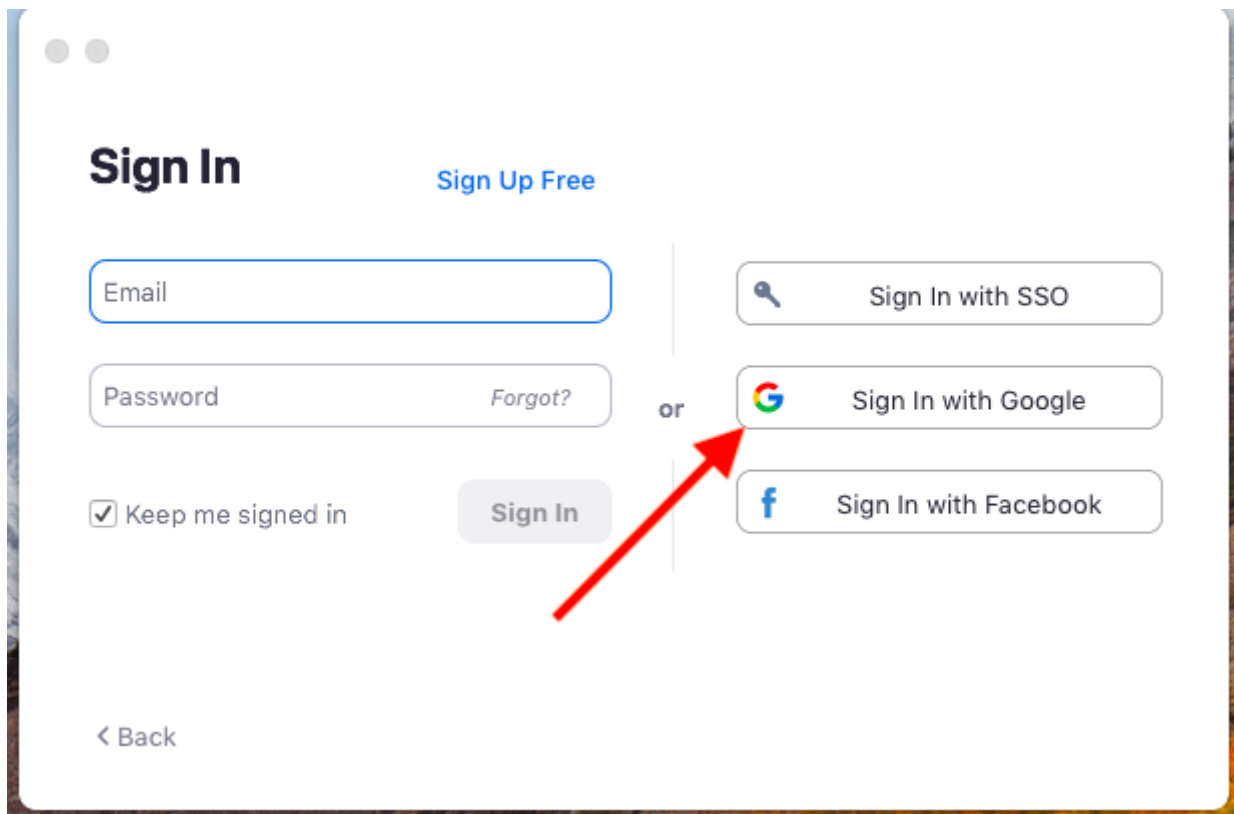 Sign In
Sign Up Free
Email
Password
Forgot?
Keep me signed in
Sign In
or
Sign In with SSO
Sign In with Google
Sign In with Facebook
< Back